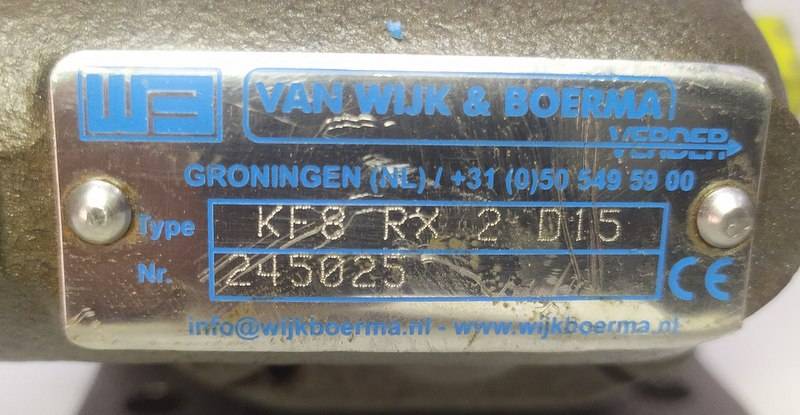 WB VAN WIJK & BOERMA
VERDER
GRONINGEN (NL) / +31 (0)50 549 59 00
Type KF8 RX 2 D15
Nr. 245025
CE
info@wijkboerma.nl - www.wijkboerma.nl